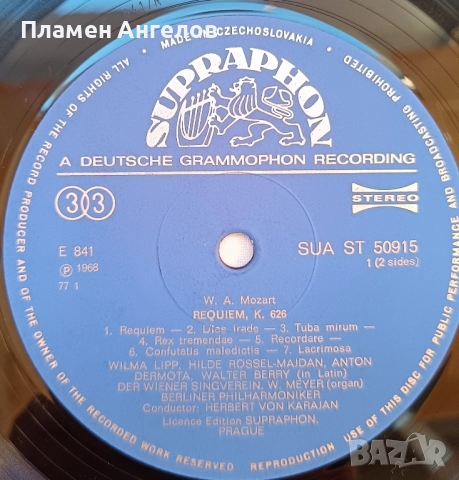 Пламен Ангелов
MADE IN CZECHOSLOVAKIA
ALL RIGHTS OF THE RECORD PRODUCER AND OF THE OWNER OF THE RECORDED WORK RESERVED
REPRODUCTION USE OF THIS DISC FOR PUBLIC PERFORMANCE AND BROADCASTING PROHIBITED
SUPRAPHON
A DEUTSCHE GRAMMOPHON RECORDING
33
STEREO
E 841
SUA ST 50915
Ⓟ 1968
1 (2 sides)
77 1
W. A. Mozart
REQUIEM, K. 626
1. Requiem — 2. Dies irade — 3. Tuba mirum —
4. Rex tremendae — 5. Recordare —
6. Confutatis maledictis — 7. Lacrimosa
WILMA LIPP, HILDE RÖSSEL-MAJDAN, ANTON
DERMOTA, WALTER BERRY (in Latin)
DER WIENER SINGVEREIN, W. MEYER (organ)
BERLINER PHILHARMONIKER
Conductor: HERBERT VON KARAJAN
Licence Edition SUPRAPHON,
PRAGUE
BAZAR
bg